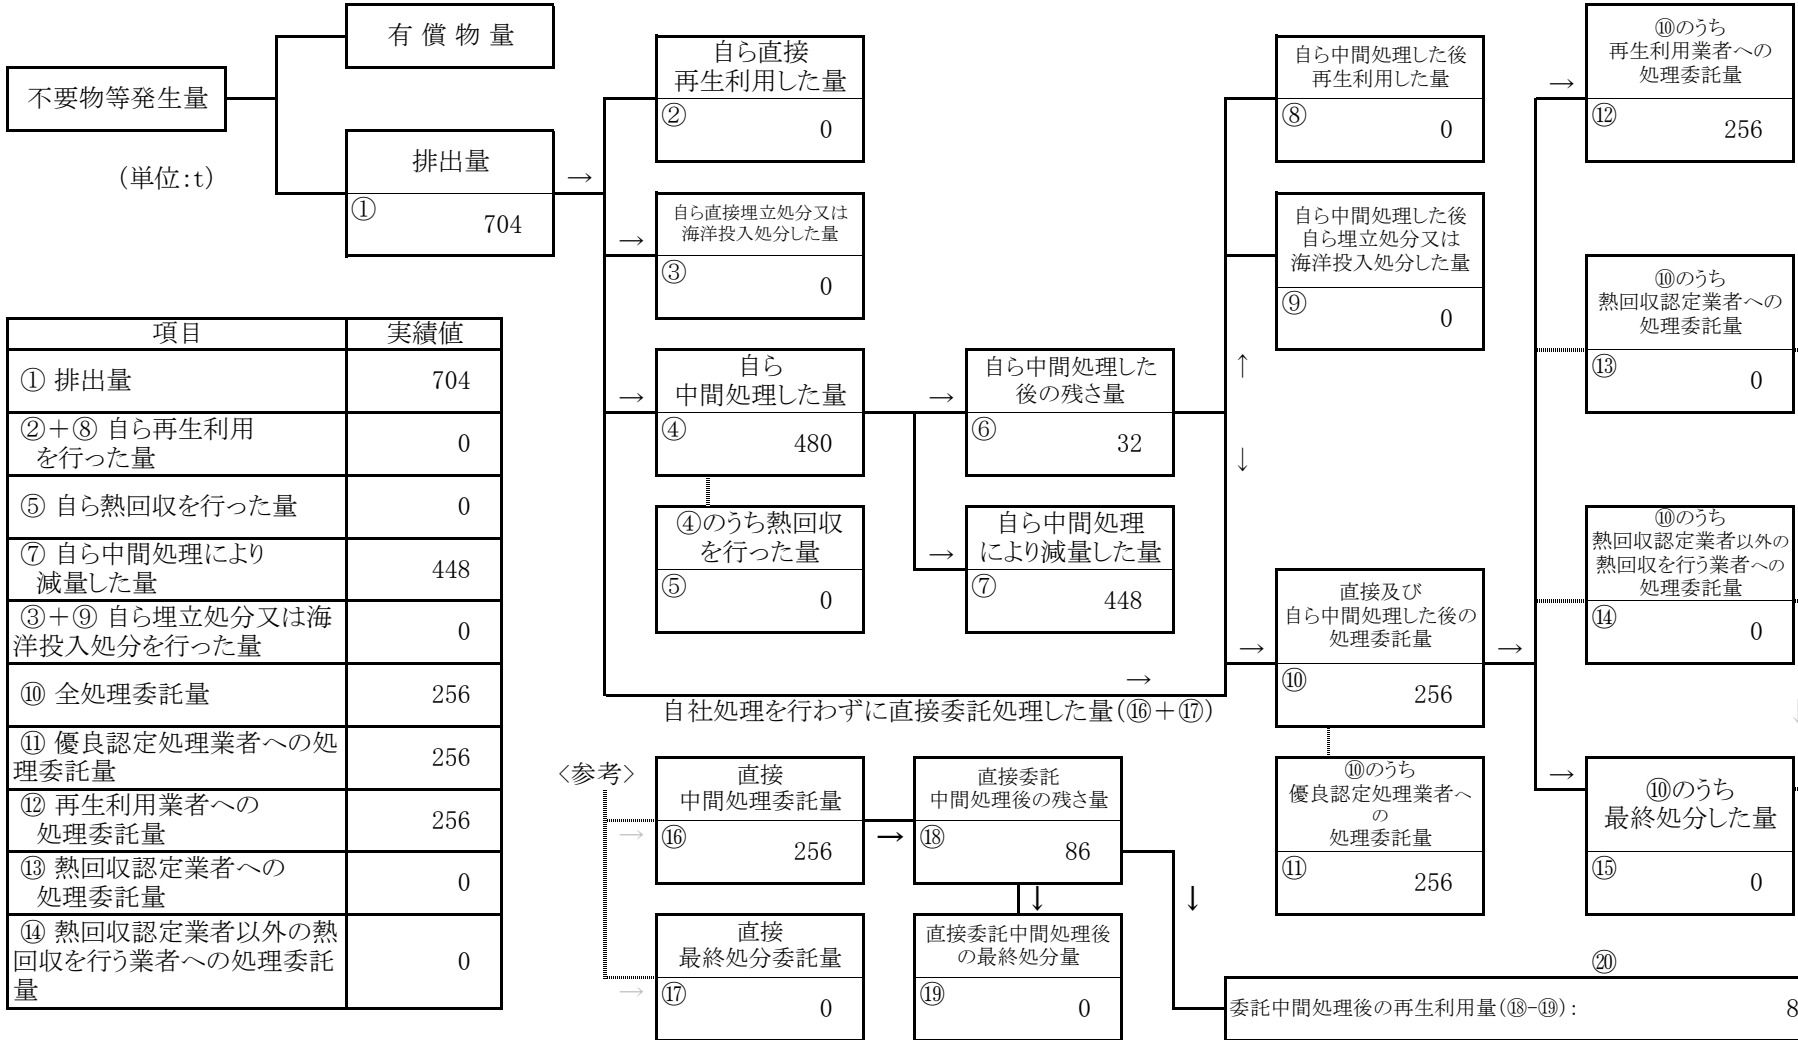 有 償 物 量
不要物等発生量
(単位:t)
排出量
①
704
→
自ら直接
再生利用した量
②
0
→
自ら直接埋立処分又は
海洋投入処分した量
③
0
→
自ら
中間処理した量
④
480
④のうち熱回収
を行った量
⑤
0
→
自ら中間処理した
後の残さ量
⑥
32
→
自ら中間処理
により減量した量
⑦
448
自ら中間処理した後
再生利用した量
⑧
0
自ら中間処理した後
自ら埋立処分又は
海洋投入処分した量
⑨
0
↑
↓
→
直接及び
自ら中間処理した後の
処理委託量
⑩
256
→
⑩のうち
優良認定処理業者へ
の
処理委託量
⑪
256
→
⑩のうち
再生利用業者への
処理委託量
⑫
256
⑩のうち
熱回収認定業者への
処理委託量
⑬
0
⑩のうち
熱回収認定業者以外の
熱回収を行う業者への
処理委託量
⑭
0
→
⑩のうち
最終処分した量
⑮
0
→
自社処理を行わずに直接委託処理した量(⑯+⑰)
項目 実績値
① 排出量 704
②+⑧ 自ら再生利用
を行った量
0
⑤ 自ら熱回収を行った量 0
⑦ 自ら中間処理により
減量した量
448
③+⑨ 自ら埋立処分又は海
洋投入処分を行った量
0
⑩ 全処理委託量 256
⑪ 優良認定処理業者への処
理委託量
256
⑫ 再生利用業者への
処理委託量
256
⑬ 熱回収認定業者への
処理委託量
0
⑭ 熱回収認定業者以外の熱
回収を行う業者への処理委託
量
0
<参考>
→
直接
中間処理委託量
⑯
256
→
直接委託
中間処理後の残さ量
⑱
86
↓
↓
→
直接
最終処分委託量
⑰
0
直接委託中間処理後
の最終処分量
⑲
0
⑳
委託中間処理後の再生利用量(⑱-⑲):
8